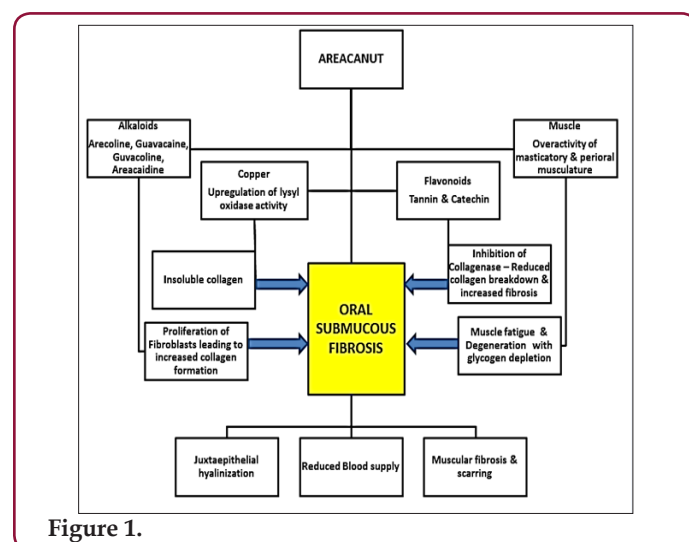 ARECANUT
Alkaloids
Arecoline, Guavacaine,
Guvacoline,
Areacaidine
Muscle
Overactivity of
masticatory & perioral
musculature
Copper
Upregulation of lysyl
oxidase activity
Flavonoids
Tannin & Catechin
Insoluble collagen
ORAL
SUBMUCOUS
FIBROSIS
Inhibition of
Collagenase – Reduced
collagen breakdown &
increased fibrosis
Proliferation of
Fibroblasts leading to
increased collagen
formation
Muscle fatigue &
Degeneration with
glycogen depletion
Juxtaepithelial
hyalinization
Reduced Blood supply
Muscular fibrosis &
scarring
Figure 1.